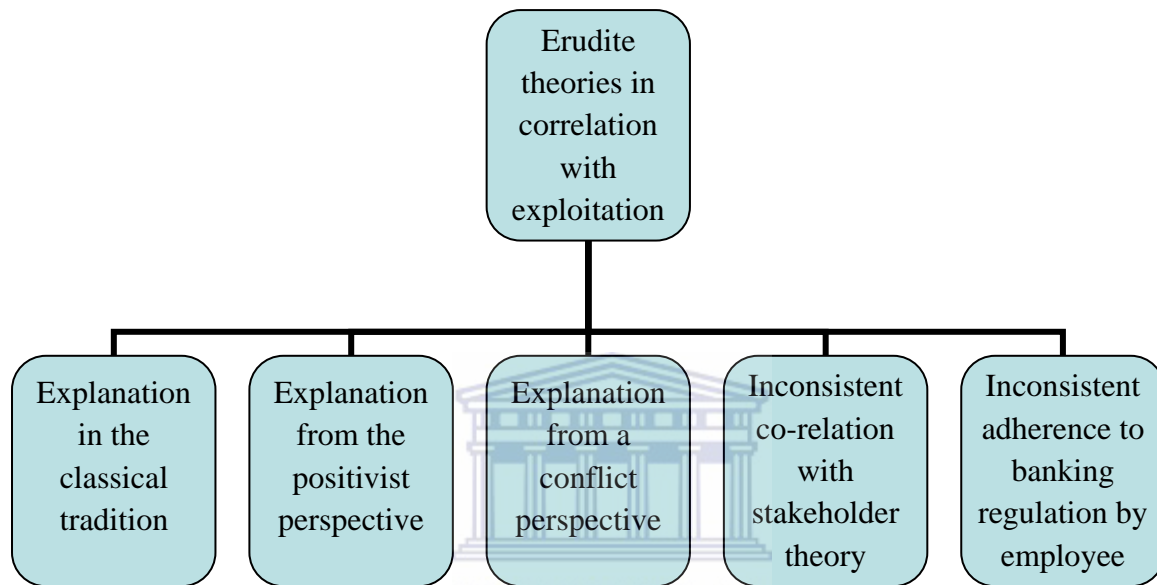 Erudite
theories in
correlation
with
exploitation
Explanation
in the
classical
tradition
Explanation
from the
positivist
perspective
Explanation
from a
conflict
perspective
Inconsistent
co-relation
with
stakeholder
theory
Inconsistent
adherence to
banking
regulation by
employee